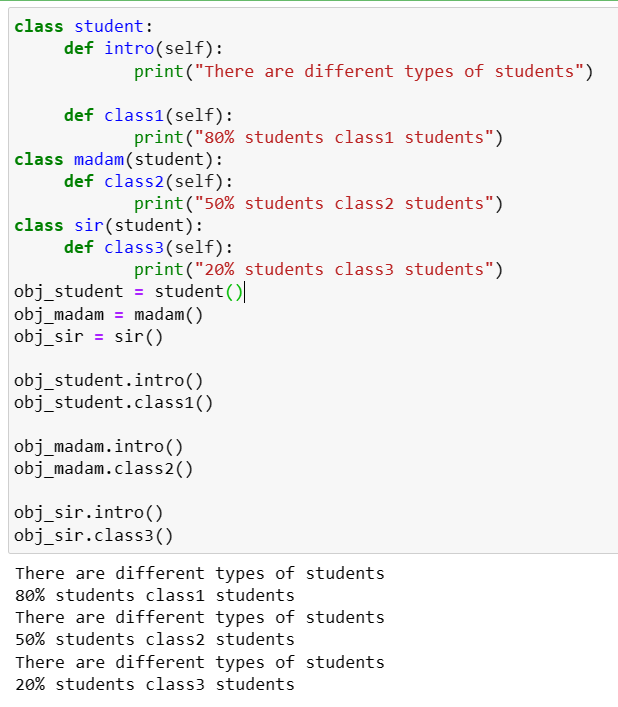 class student:
     def intro(self):
            print("There are different types of students")

     def class1(self):
            print("80% students class1 students")
class madam(student):
     def class2(self):
            print("50% students class2 students")
class sir(student):
     def class3(self):
            print("20% students class3 students")
obj_student = student()
obj_madam = madam()
obj_sir = sir()

obj_student.intro()
obj_student.class1()

obj_madam.intro()
obj_madam.class2()

obj_sir.intro()
obj_sir.class3()
There are different types of students
80% students class1 students
There are different types of students
50% students class2 students
There are different types of students
20% students class3 students